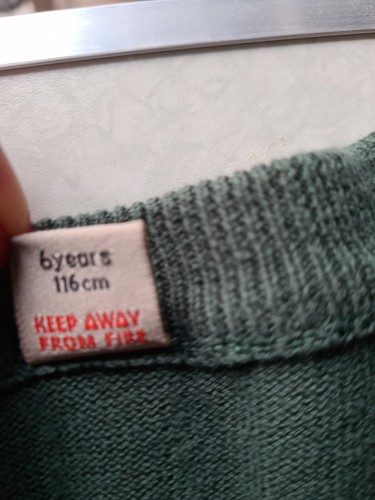 6years
116cm
KEEP AWAY
FROM FIRE